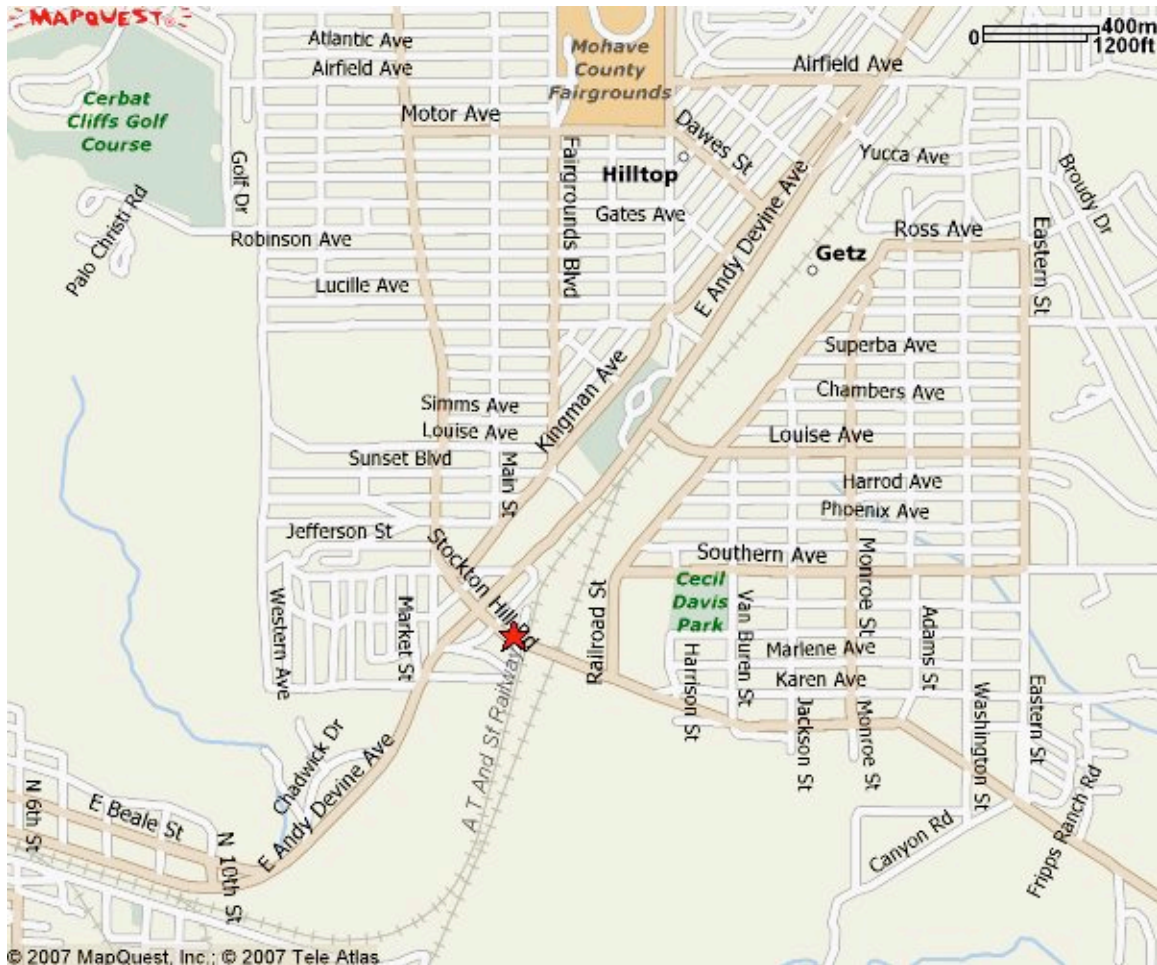 MAPQUEST
0 400m
1200ft
Atlantic Ave
Airfield Ave
Mohave
County
Fairgrounds
Airfield Ave
Cerbat
Cliffs Golf
Course
Motor Ave
Dawes St
Yucca Ave
Broudy Dr
Golf Dr
Fairgrounds Blvd
Hilltop
Palo Christi Rd
Gates Ave
Robinson Ave
E Andy Devine Ave
Ross Ave
Eastern St
Getz
Lucille Ave
Superba Ave
Chambers Ave
Simms Ave
Kingman Ave
Louise Ave
Louise Ave
Sunset Blvd
Main St
Harrod Ave
Phoenix Ave
Jefferson St
Stockton Hill Rd
Southern Ave
Monroe St
Railroad St
Cecil
Davis
Park
Van Buren St
Adams St
Western Ave
Market St
Marlene Ave
Harrison St
Karen Ave
A T And Sf Railway
Jackson St
Monroe St
Washington St
Eastern St
Chadwick Dr
E Andy Devine Ave
N 6th St
E Beale St
N 10th St
Canyon Rd
Fripps Ranch Rd
© 2007 MapQuest, Inc.; © 2007 Tele Atlas